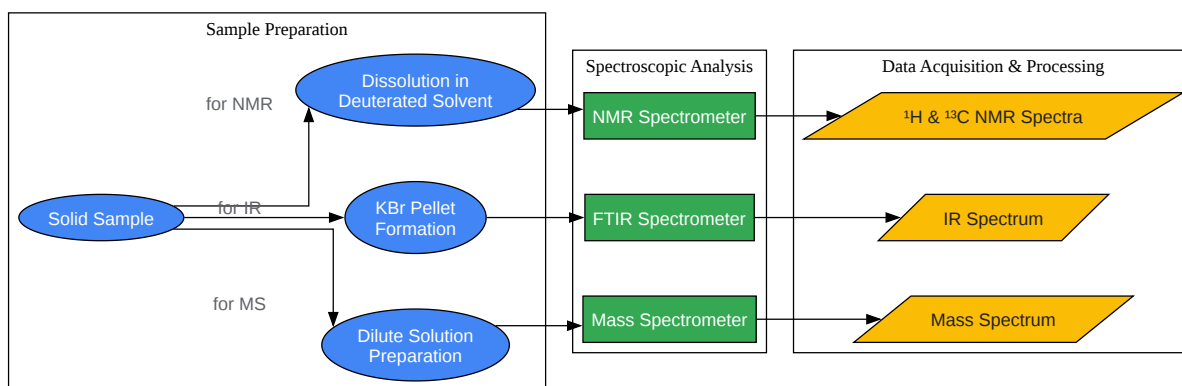 Sample Preparation
Spectroscopic Analysis
Data Acquisition & Processing
Dissolution in
Deuterated Solvent
for NMR
NMR Spectrometer
¹H & ¹³C NMR Spectra
Solid Sample
for IR
KBr Pellet
Formation
FTIR Spectrometer
IR Spectrum
for MS
Dilute Solution
Preparation
Mass Spectrometer
Mass Spectrum